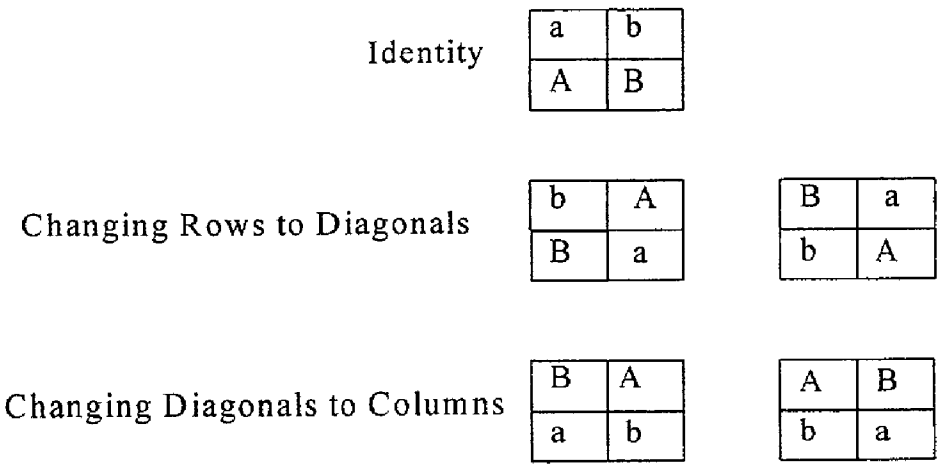 a b
Identity
A B
b A B a
Changing Rows to Diagonals
B a b A
B A A B
Changing Diagonals to Columns
a b b a